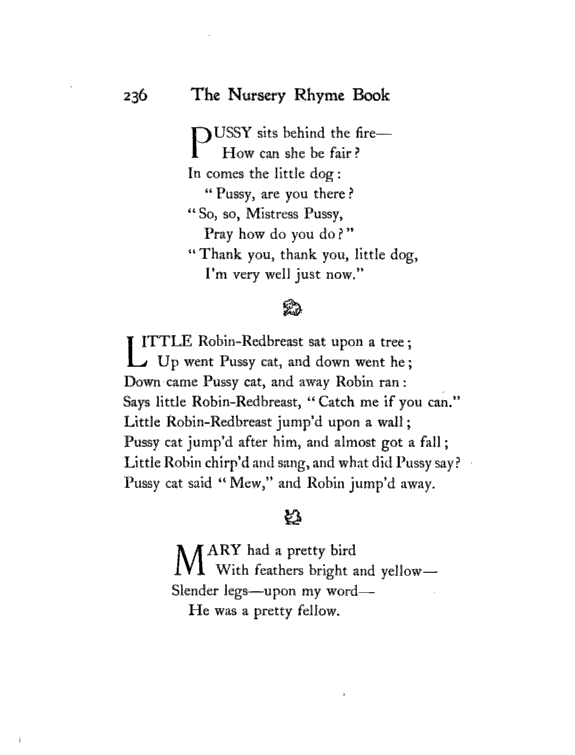 236 The Nursery Rhyme Book
PUSSY sits behind the fire—
How can she be fair?
In comes the little dog:
“Pussy, are you there?
“So, so, Mistress Pussy,
Pray how do you do?”
“Thank you, thank you, little dog,
I'm very well just now.”
LITTLE Robin-Redbreast sat upon a tree;
Up went Pussy cat, and down went he;
Down came Pussy cat, and away Robin ran:
Says little Robin-Redbreast, “Catch me if you can.”
Little Robin-Redbreast jump'd upon a wall;
Pussy cat jump'd after him, and almost got a fall;
Little Robin chirp'd and sang, and what did Pussy say?
Pussy cat said “Mew,” and Robin jump'd away.
MARY had a pretty bird
With feathers bright and yellow—
Slender legs—upon my word—
He was a pretty fellow.